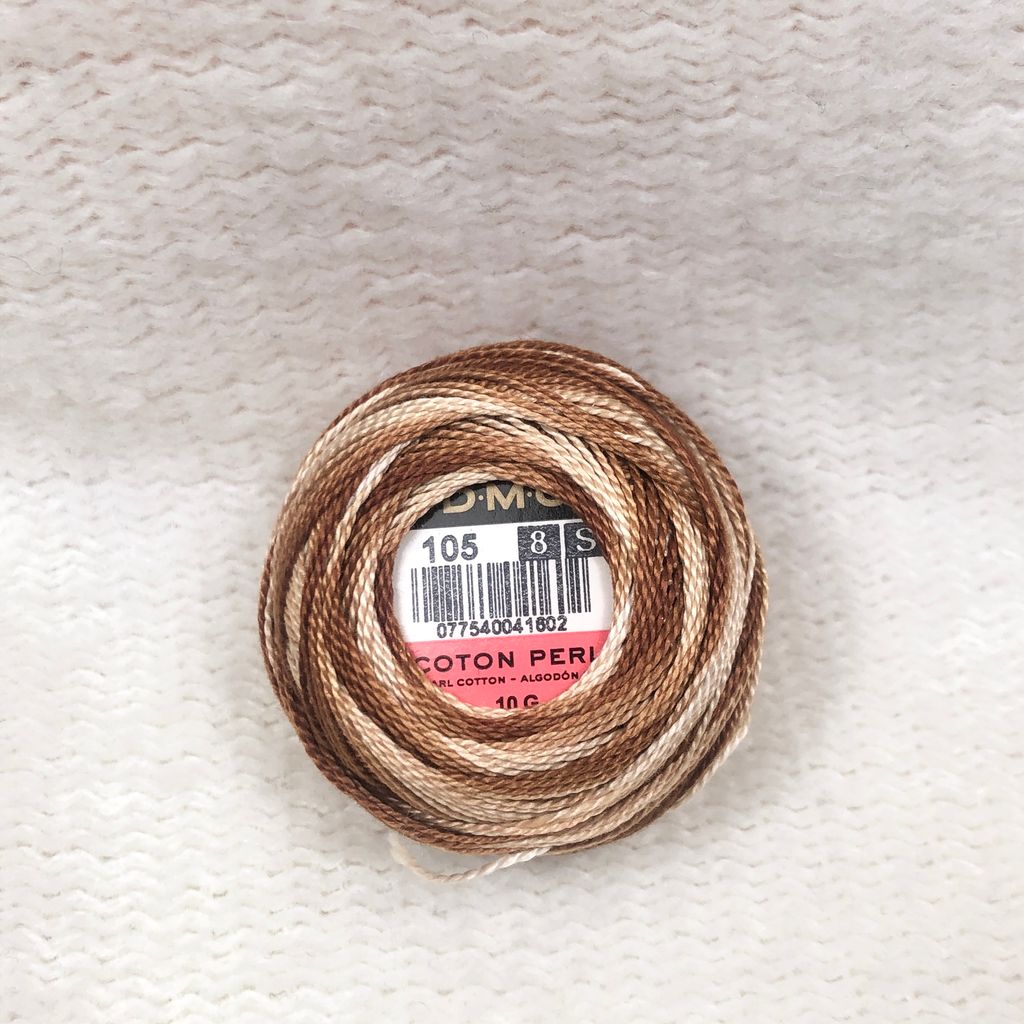 D·M·C
105 8 S
077540041602
COTON PERL
ARL COTTON - ALGODÓN
10 G